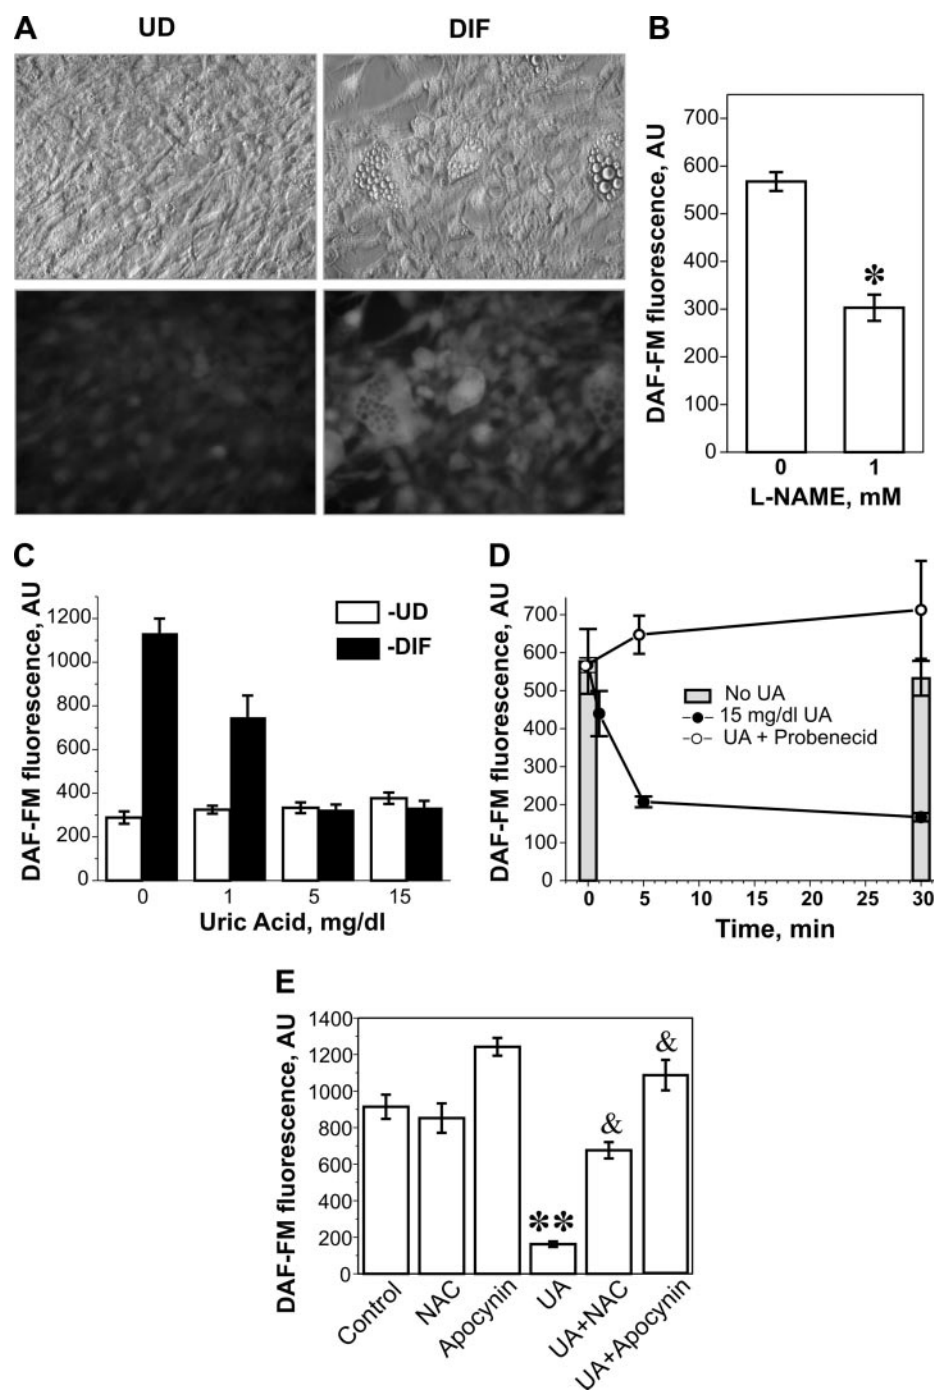 A
UD
DIF
B
DAF-FM fluorescence, AU
700
600
500
400
300
200
100
0
*
0 1
L-NAME, mM
C
DAF-FM fluorescence, AU
1200
1000
800
600
400
200
0
-UD
-DIF
0 1 5 15
Uric Acid, mg/dl
D
DAF-FM fluorescence, AU
700
600
500
400
300
200
100
0
No UA
15 mg/dl UA
UA + Probenecid
0 5 10 15 20 25 30
Time, min
E
DAF-FM fluorescence, AU
1400
1200
1000
800
600
400
200
0
**
&
&
Control
NAC
Apocynin
UA
UA+NAC
UA+Apocynin